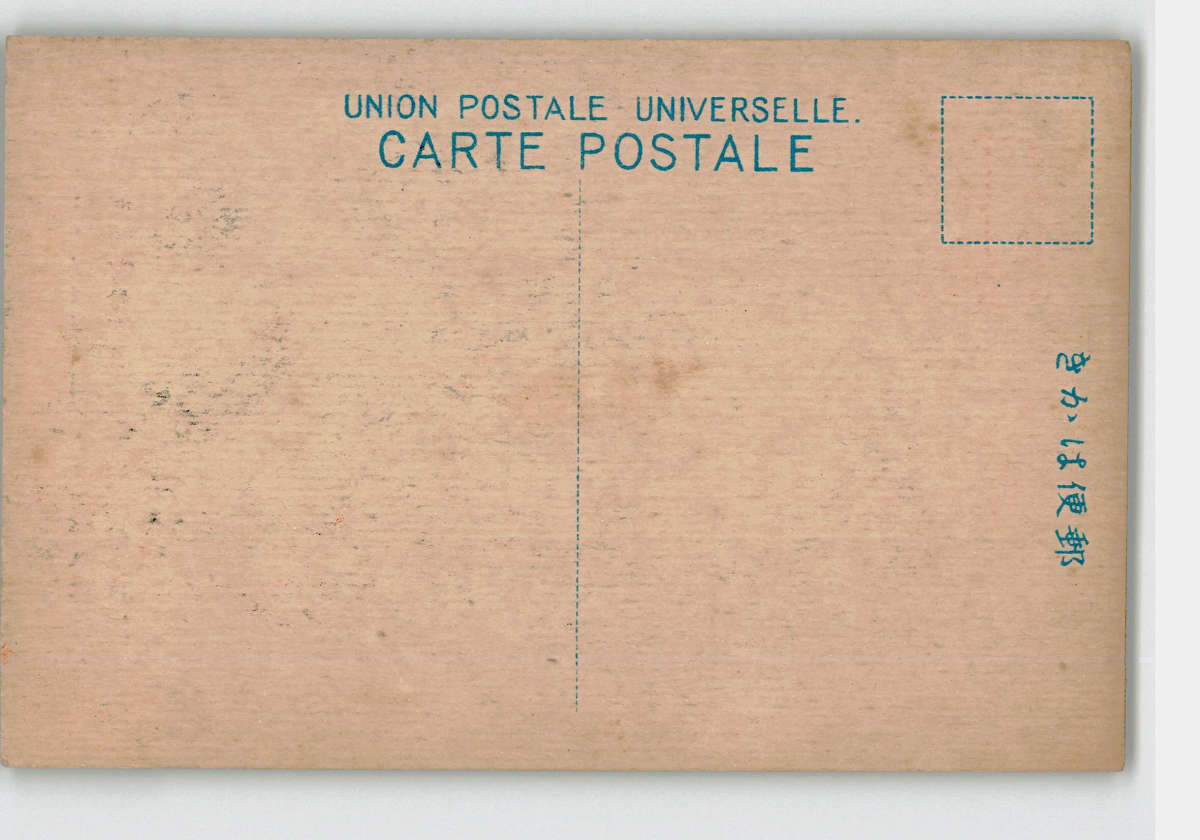 UNION POSTALE UNIVERSELLE.
CARTE POSTALE
きかは便郵